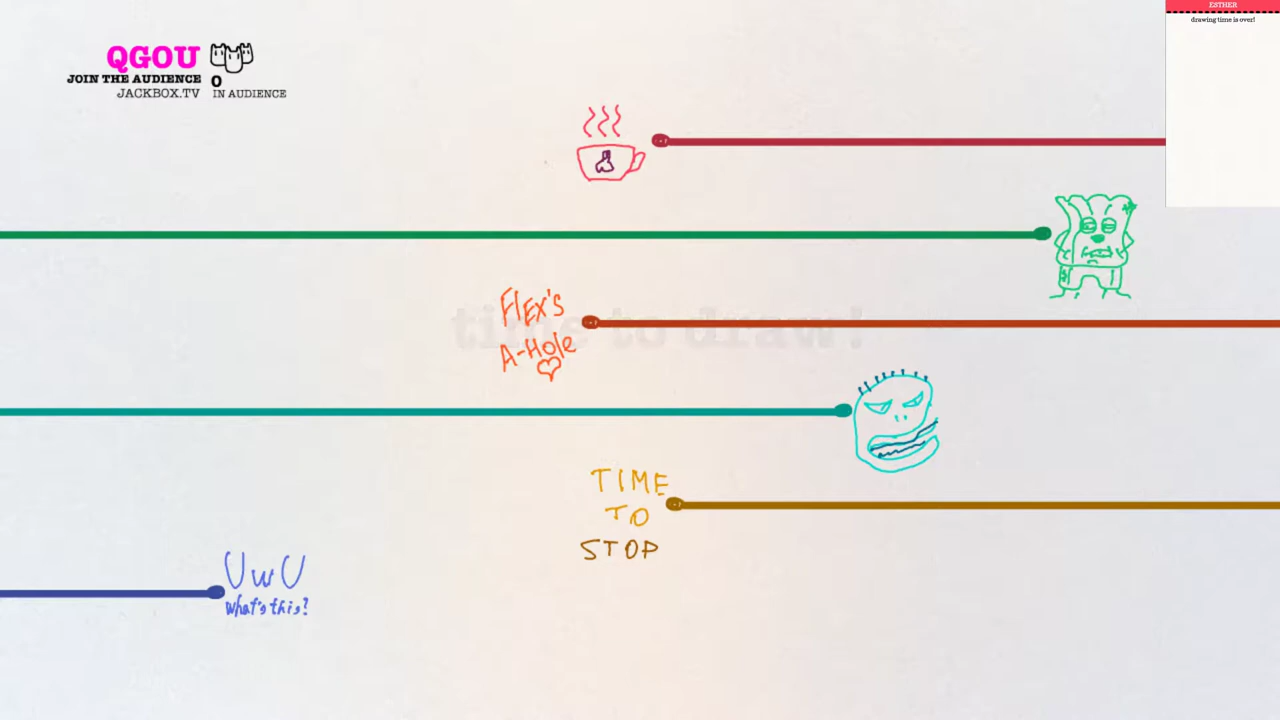 ESTHER
drawing time is over!
QGOU
JOIN THE AUDIENCE
JACKBOX.TV
0
IN AUDIENCE
FlEx's
A-Hole
time to draw!
TIME
TO
STOP
UwU
what's this?